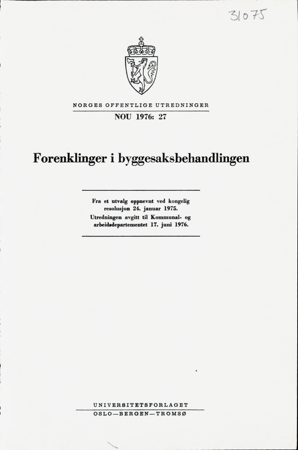 31075
NORGES OFFENTLIGE UTREDNINGER
NOU 1976: 27
Forenklinger i byggesaksbehandlingen
Fra et utvalg oppnevnt ved kongelig
resolusjon 24. januar 1975.
Utredningen avgitt til Kommunal- og
arbeidsdepartementet 17. juni 1976.
UNIVERSITETSFORLAGET
OSLO—BERGEN—TROMSØ